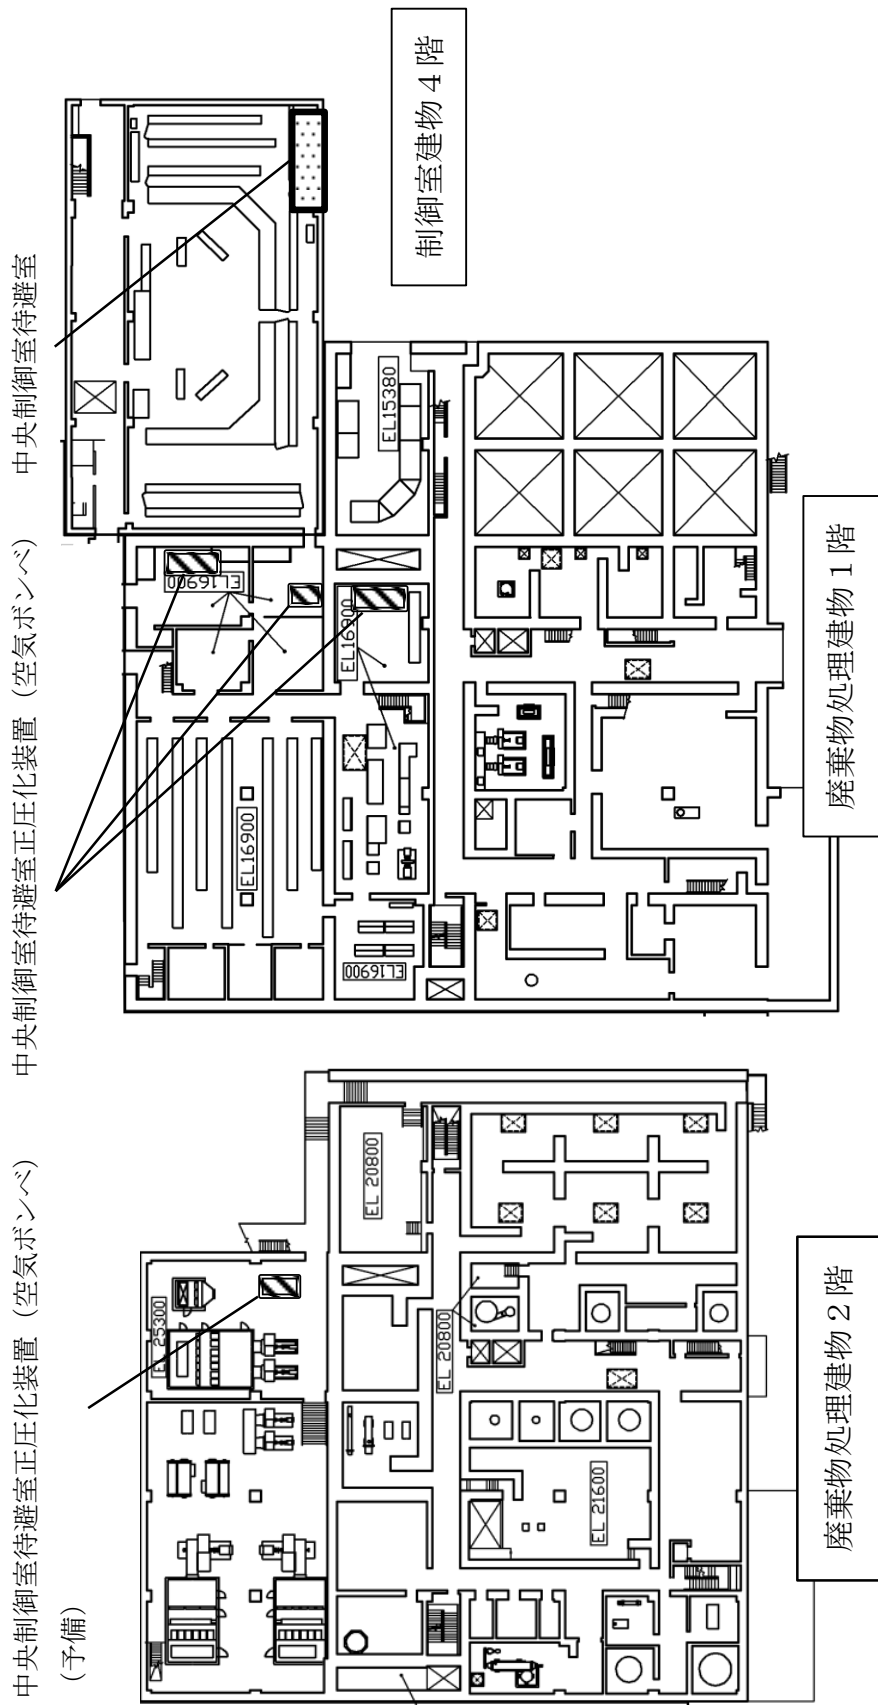 中央制御室待避室正圧化装置（空気ボンベ）
（予備）
中央制御室待避室正圧化装置（空気ボンベ）
中央制御室待避室
EL 25300
EL 20800
EL 20800
EL 21600
廃棄物処理建物２階
EL16900
EL16900
EL16900
EL16900
EL15380
廃棄物処理建物１階
制御室建物４階